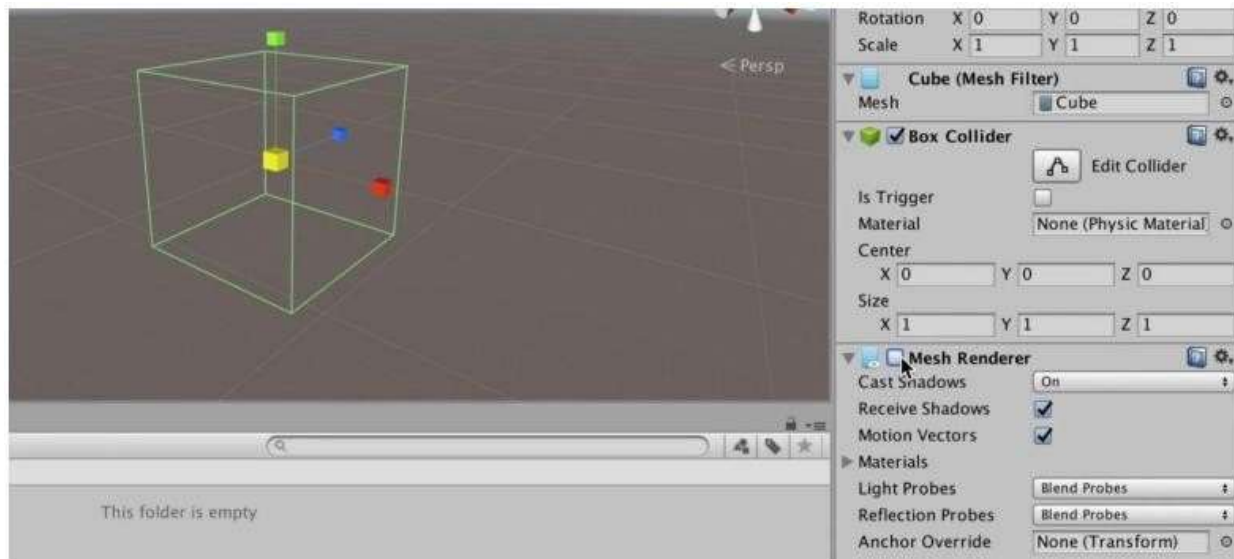 Persp
This folder is empty
Rotation X 0 Y 0 Z 0
Scale X 1 Y 1 Z 1
Cube (Mesh Filter)
Mesh Cube
Box Collider
Edit Collider
Is Trigger
Material None (Physic Material
Center
X 0 Y 0 Z 0
Size
X 1 Y 1 Z 1
Mesh Renderer
Cast Shadows On
Receive Shadows
Motion Vectors
Materials
Light Probes Blend Probes
Reflection Probes Blend Probes
Anchor Override None (Transform)